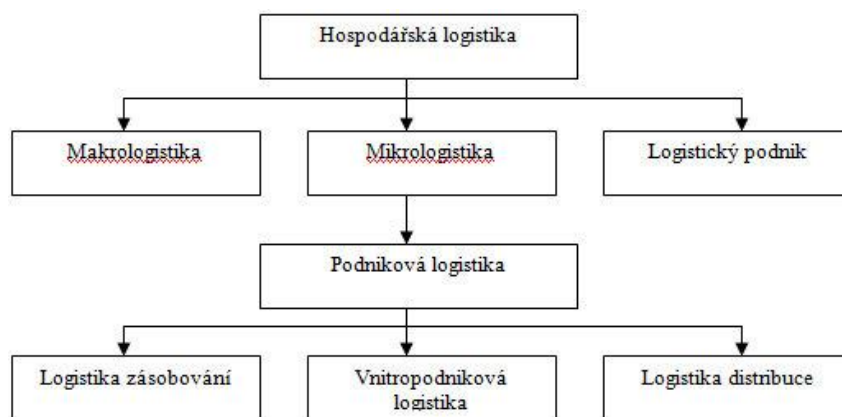 Hospodářská logistika
Makrologistika
Mikrologistika
Logistický podnik
Podniková logistika
Logistika zásobování
Vnitropodniková
logistika
Logistika distribuce